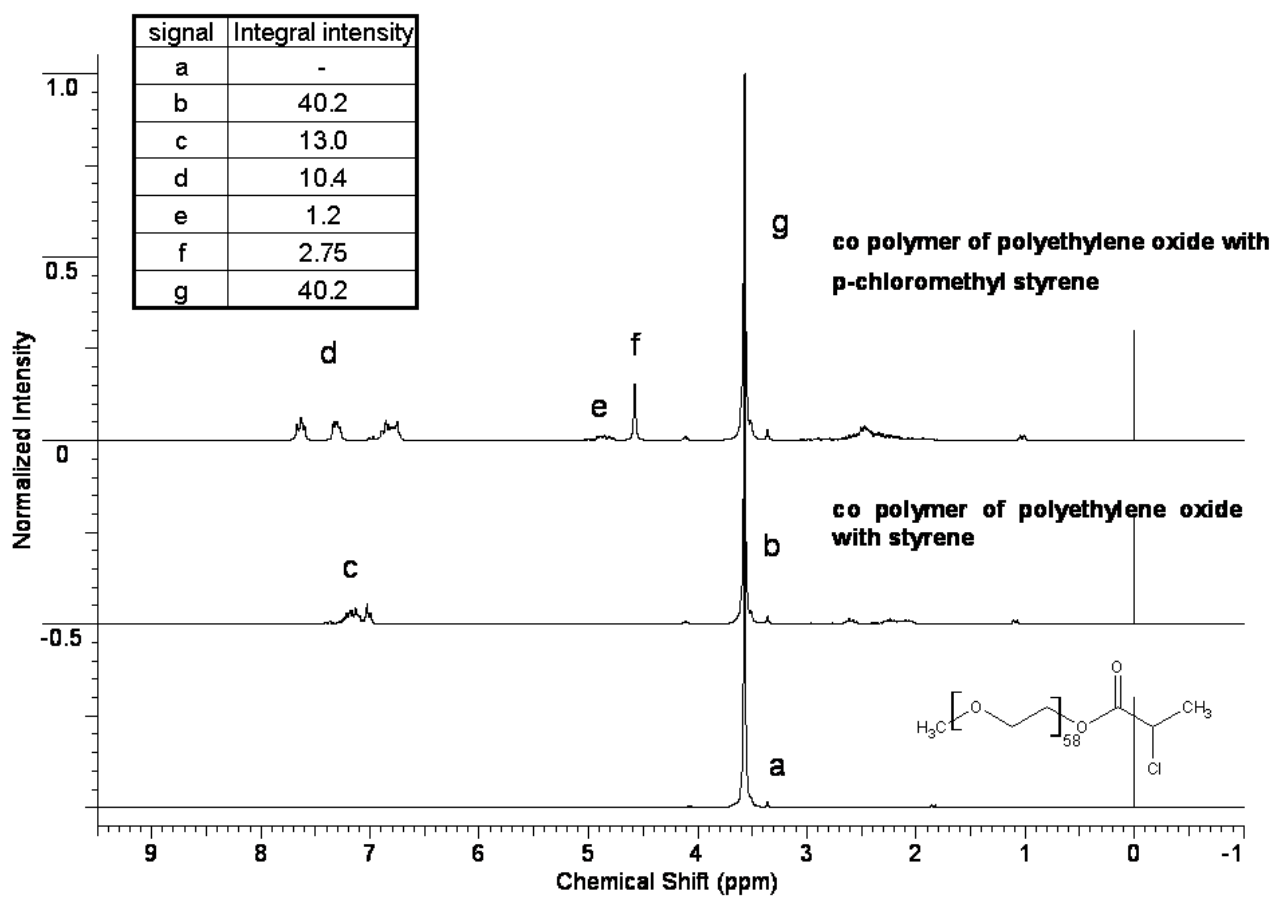 signal Integral intensity
a -
b 40.2
c 13.0
d 10.4
e 1.2
f 2.75
g 40.2
1.0
0.5
0
-0.5
Normalized Intensity
d
e
f
g
co polymer of polyethylene oxide with
p-chloromethyl styrene
c
b
co polymer of polyethylene oxide
with styrene
a
H3C
O
58
O
O
CH3
Cl
9 8 7 6 5 4 3 2 1 0 -1
Chemical Shift (ppm)